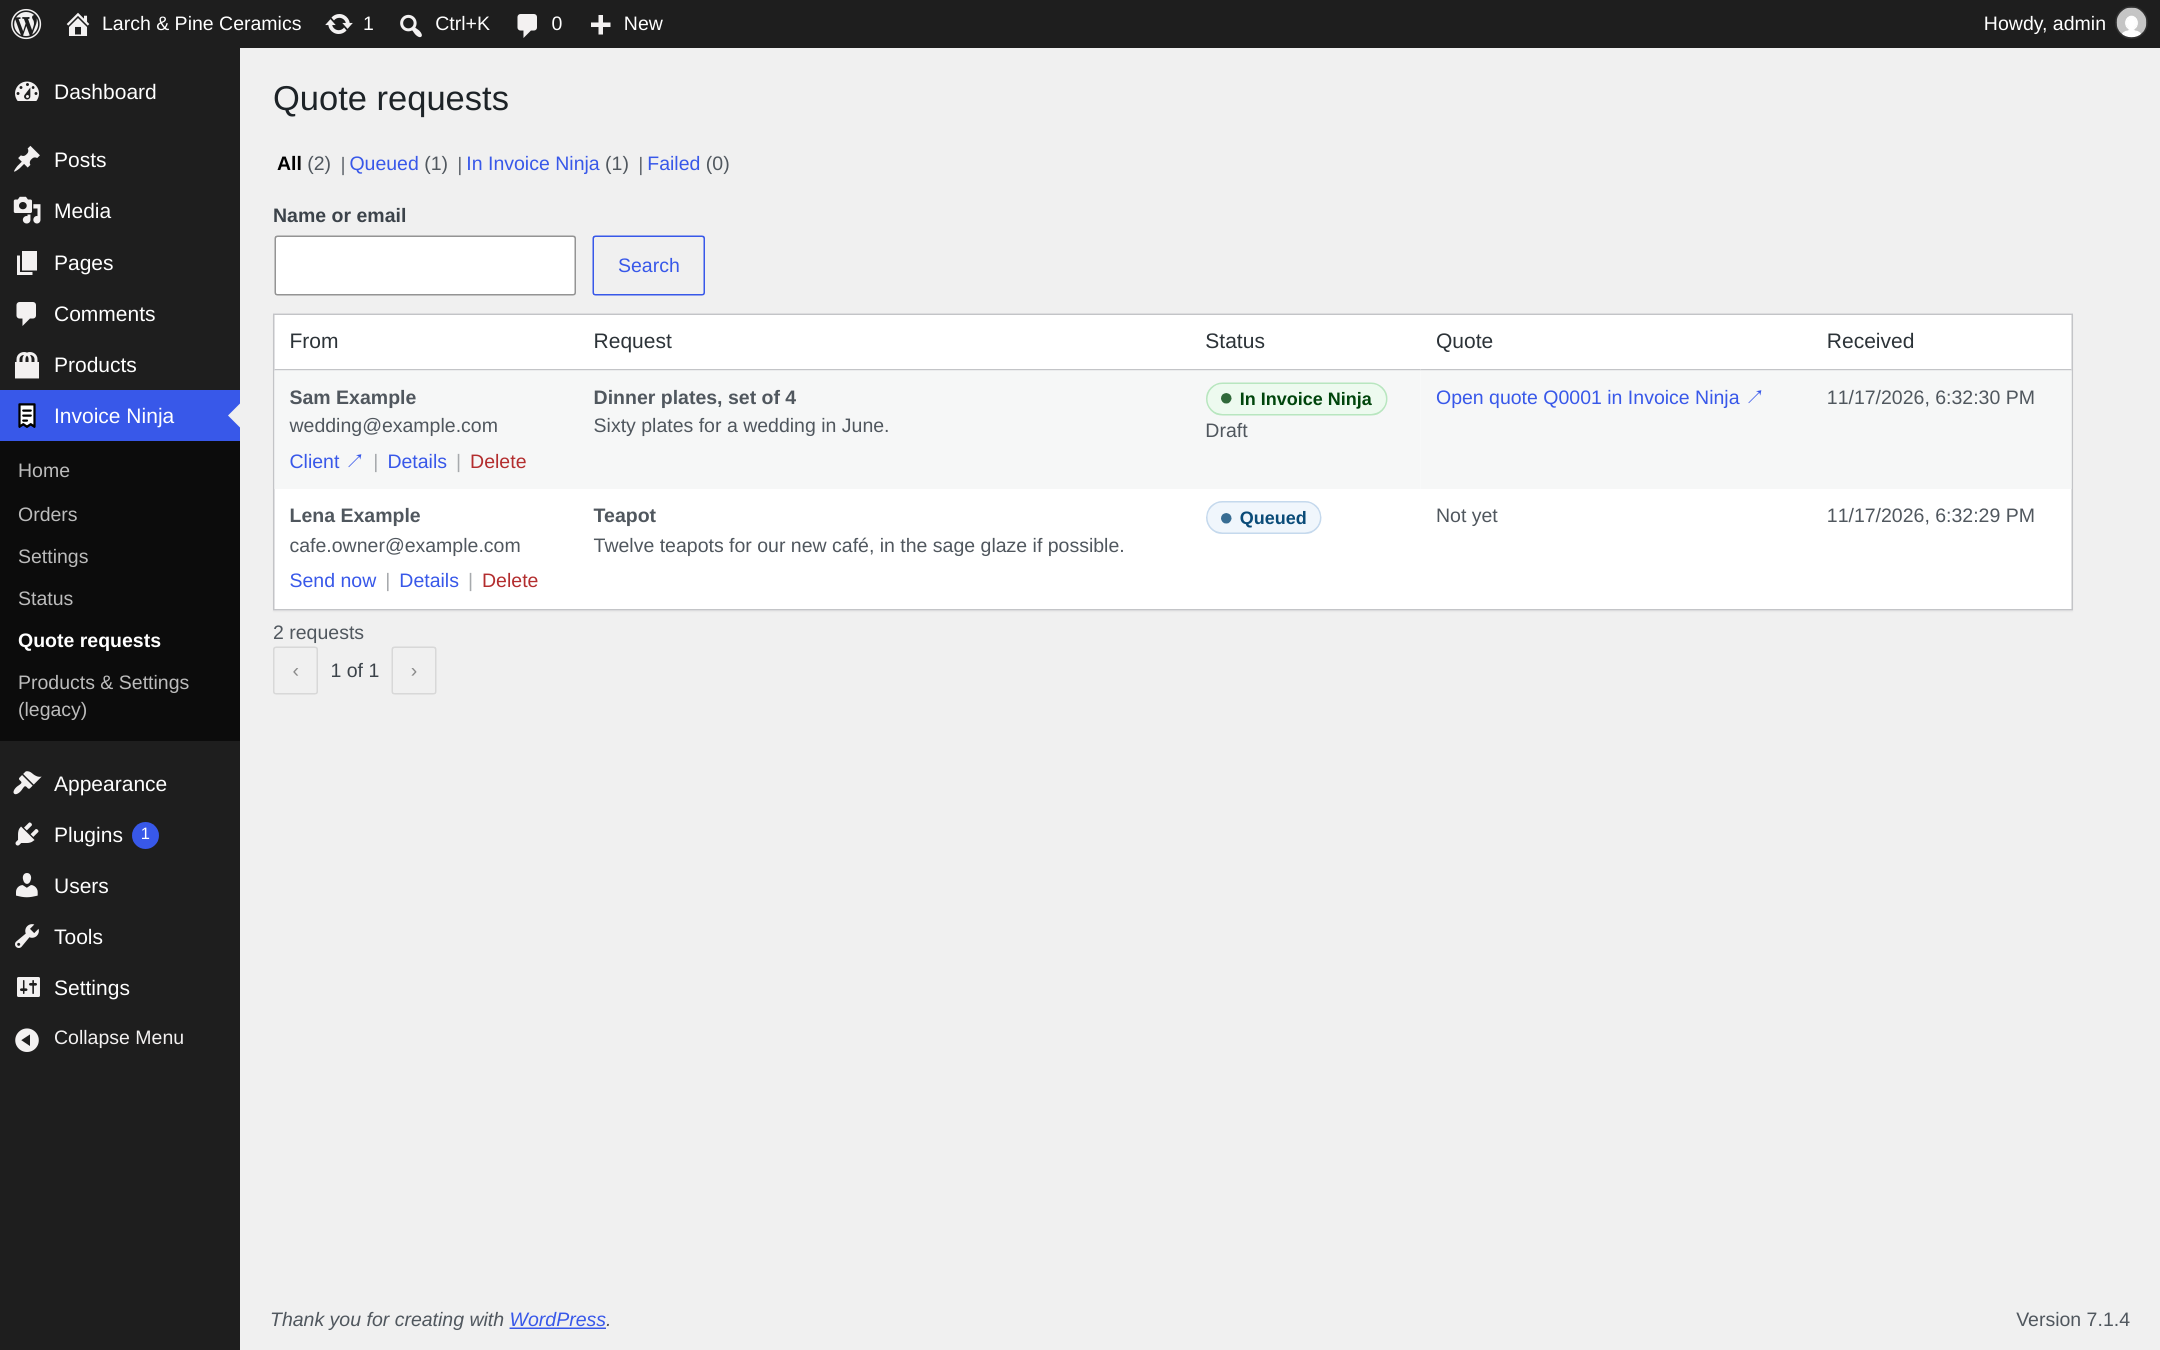 Larch & Pine Ceramics 1 Ctrl+K 0 New Howdy, admin
Dashboard
Posts
Media
Pages
Comments
Products
Invoice Ninja
Home
Orders
Settings
Status
Quote requests
Products & Settings
(legacy)
Appearance
Plugins 1
Users
Tools
Settings
Collapse Menu
Quote requests
All (2) | Queued (1) | In Invoice Ninja (1) | Failed (0)
Name or email
Search
From Request Status Quote Received
Sam Example Dinner plates, set of 4 In Invoice Ninja Open quote Q0001 in Invoice Ninja ↗ 11/17/2026, 6:32:30 PM
wedding@example.com Sixty plates for a wedding in June. Draft
Client ↗ | Details | Delete
Lena Example Teapot Queued Not yet 11/17/2026, 6:32:29 PM
cafe.owner@example.com Twelve teapots for our new café, in the sage glaze if possible.
Send now | Details | Delete
2 requests
‹ 1 of 1 ›
Thank you for creating with WordPress. Version 7.1.4